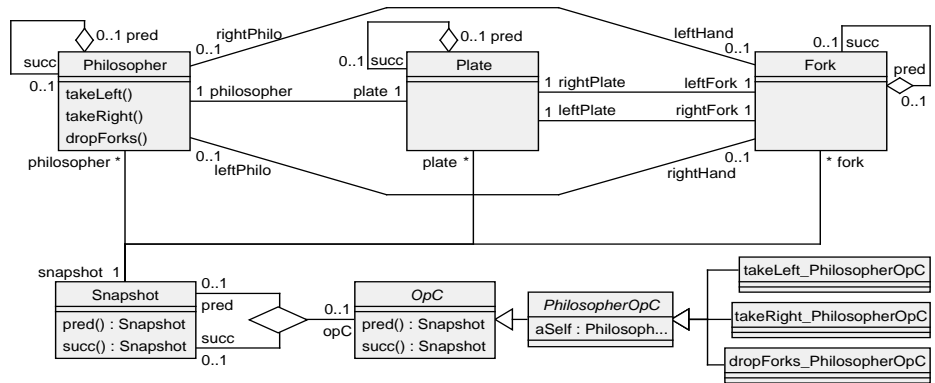 rightPhilo
leftHand
0..1 pred
0..1
0..1
succ
0..1
Philosopher
takeLeft()
takeRight()
dropForks()
0..1 pred
0..1
succ
Plate
0..1
succ
pred
0..1
Fork
1 philosopher
plate 1
1 rightPlate
leftFork 1
1 leftPlate
rightFork 1
philosopher *
0..1
leftPhilo
plate *
0..1
rightHand
* fork
snapshot 1
Snapshot
pred() : Snapshot
succ() : Snapshot
0..1
pred
succ
0..1
0..1
opC
OpC
pred() : Snapshot
succ() : Snapshot
PhilosopherOpC
aSelf : Philosoph...
takeLeft_PhilosopherOpC
takeRight_PhilosopherOpC
dropForks_PhilosopherOpC